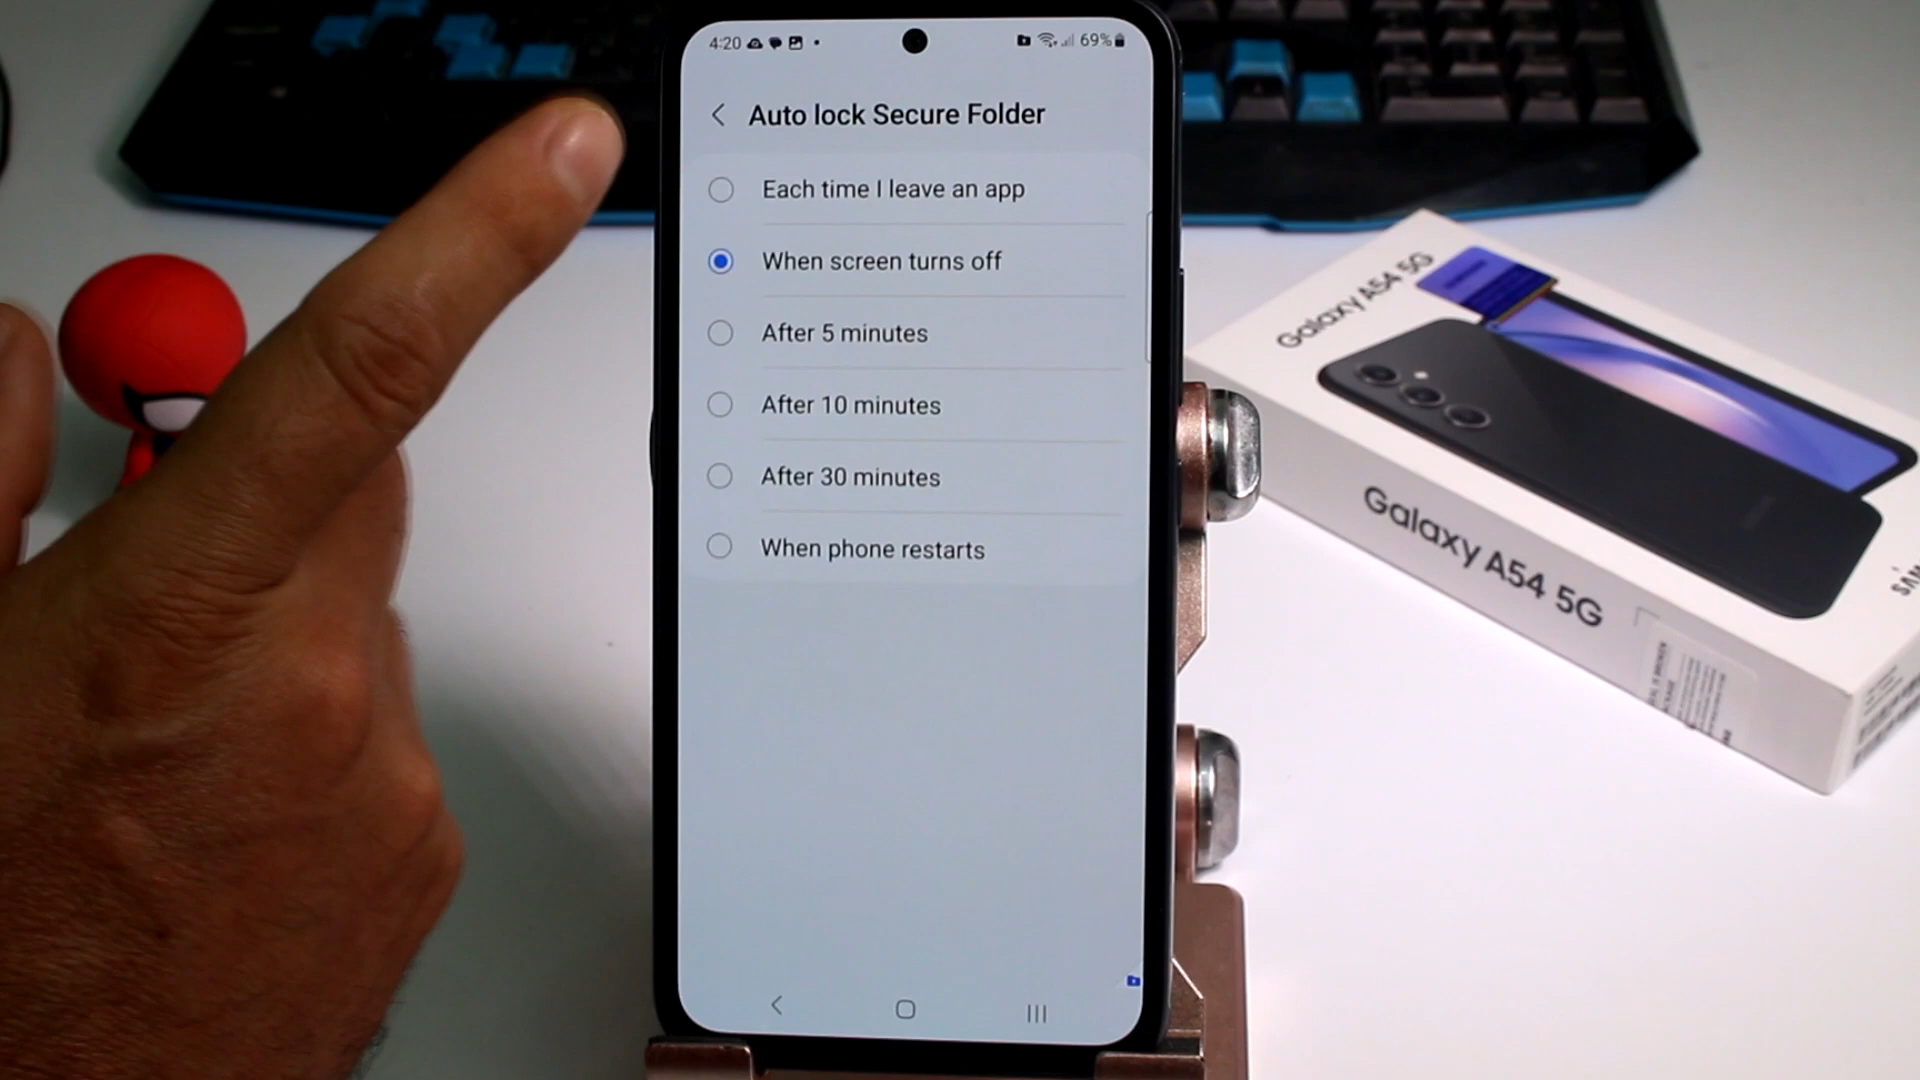 4:20
69%
Auto lock Secure Folder
Each time I leave an app
When screen turns off
After 5 minutes
After 10 minutes
After 30 minutes
When phone restarts
Galaxy A54 5G
Galaxy A54 5G